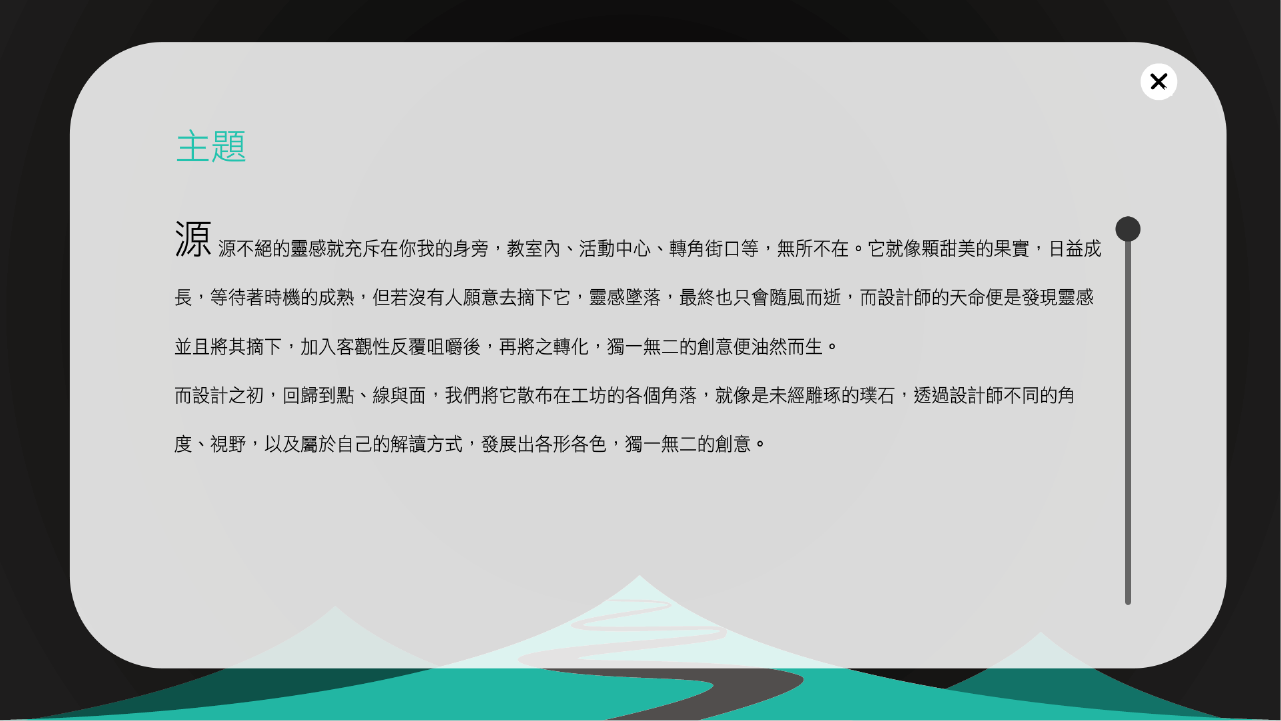 主題
源 源不絕的靈感就充斥在你我的身旁，教室內、活動中心、轉角街口等，無所不在。它就像顆甜美的果實，日益成
長，等待著時機的成熟，但若沒有人願意去摘下它，靈感墜落，最終也只會隨風而逝，而設計師的天命便是發現靈感
並且將其摘下，加入客觀性反覆咀嚼後，再將之轉化，獨一無二的創意便油然而生。
而設計之初，回歸到點、線與面，我們將它散布在工坊的各個角落，就像是未經雕琢的璞石，透過設計師不同的角
度、視野，以及屬於自己的解讀方式，發展出各形各色，獨一無二的創意。